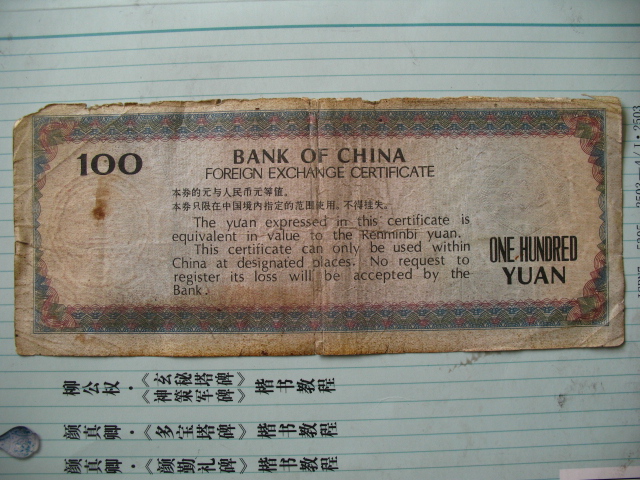 100
BANK OF CHINA
FOREIGN EXCHANGE CERTIFICATE
本券的元与人民币元等值。
本券只限在中国境内指定的范围使用，不得挂失。
The yuan expressed in this certificate is
equivalent in value to the Renminbi yuan.
This certificate can only be used within
China at designated places. No request to
register its loss will be accepted by the
Bank.
ONE HUNDRED
YUAN
柳公权·《玄秘塔碑》《神策军碑》楷书教程
颜真卿·《多宝塔碑》楷书教程
颜真卿·《颜勤礼碑》楷书教程